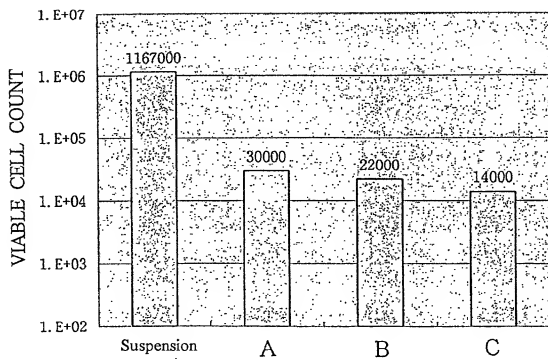 1.E+07
1167000
1.E+06
1.E+05
30000
22000
14000
1.E+04
1.E+03
1.E+02
VIABLE CELL COUNT
Suspension
A
B
C